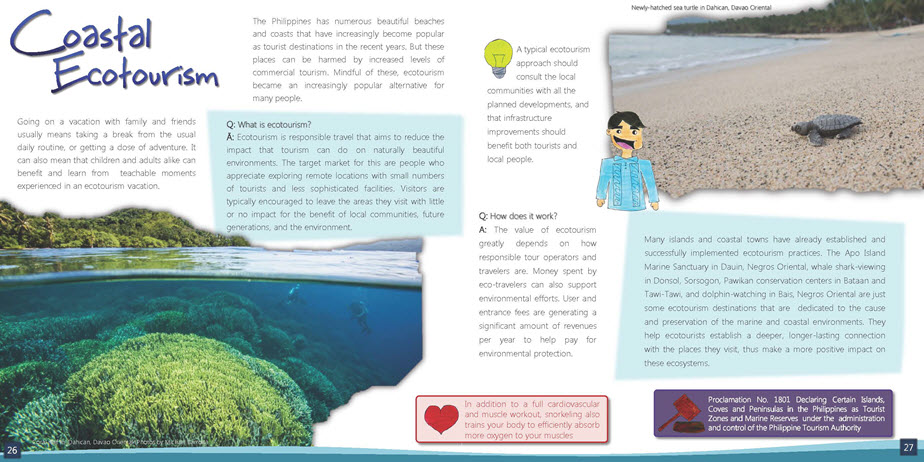 Coastal
Ecotourism
Going on a vacation with family and friends
usually means taking a break from the usual
daily routine, or getting a dose of adventure. It
can also mean that children and adults alike can
benefit and learn from teachable moments
experienced in an ecotourism vacation.
The Philippines has numerous beautiful beaches
and coasts that have increasingly become popular
as tourist destinations in the recent years. But these
places can be harmed by increased levels of
commercial tourism. Mindful of these, ecotourism
became an increasingly popular alternative for
many people.
Q: What is ecotourism?
A: Ecotourism is responsible travel that aims to reduce the
impact that tourism can do on naturally beautiful
environments. The target market for this are people who
appreciate exploring remote locations with small numbers
of tourists and less sophisticated facilities. Visitors are
typically encouraged to leave the areas they visit with little
or no impact for the benefit of local communities, future
generations, and the environment.
Dahican, Davao Oriental
26
Newly-hatched sea turtle in Dahican, Davao Oriental
A typical ecotourism
approach should
consult the local
communities with all the
planned developments, and
that infrastructure
improvements should
benefit both tourists and
local people.
Q: How does it work?
A: The value of ecotourism
greatly depends on how
responsible tour operators and
travelers are. Money spent by
eco-travelers can also support
environmental efforts. User and
entrance fees are generating a
significant amount of revenues
per year to help pay for
environmental protection.
Many islands and coastal towns have already established and
successfully implemented ecotourism practices. The Apo Island
Marine Sanctuary in Dauin, Negros Oriental, whale shark-viewing
in Donsol, Sorsogon, Pawikan conservation centers in Bataan and
Tawi-Tawi, and dolphin-watching in Bais, Negros Oriental are just
some ecotourism destinations that are dedicated to the cause
and preservation of the marine and coastal environments. They
help ecotourists establish a deeper, longer-lasting connection
with the places they visit, thus make a more positive impact on
these ecosystems.
In addition to a full cardiovascular
and muscle workout, snorkeling also
trains your body to efficiently absorb
more oxygen to your muscles
Proclamation No. 1801 Declaring Certain Islands,
Coves and Peninsulas in the Philippines as Tourist
Zones and Marine Reserves under the administration
and control of the Philippine Tourism Authority
27